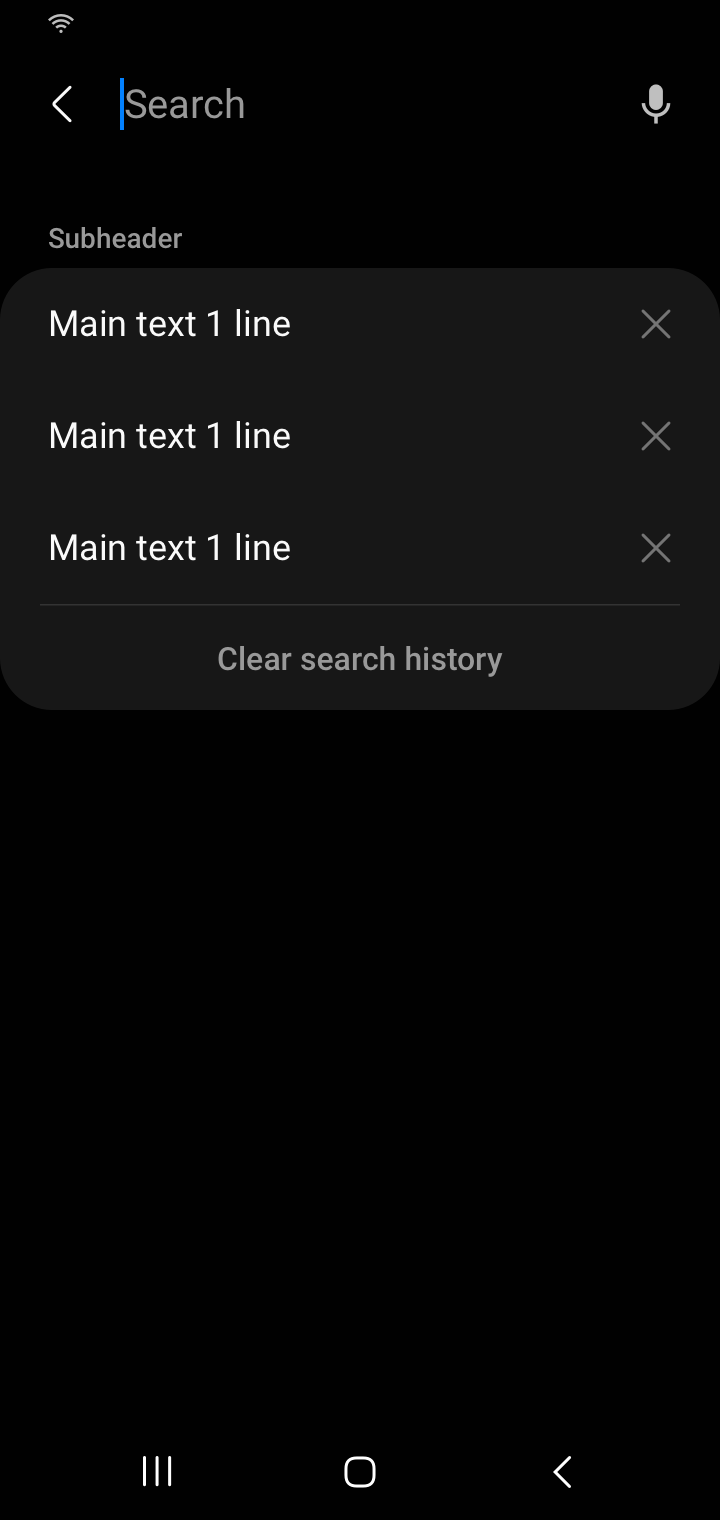 Search
Subheader
Main text 1 line
Main text 1 line
Main text 1 line
Clear search history